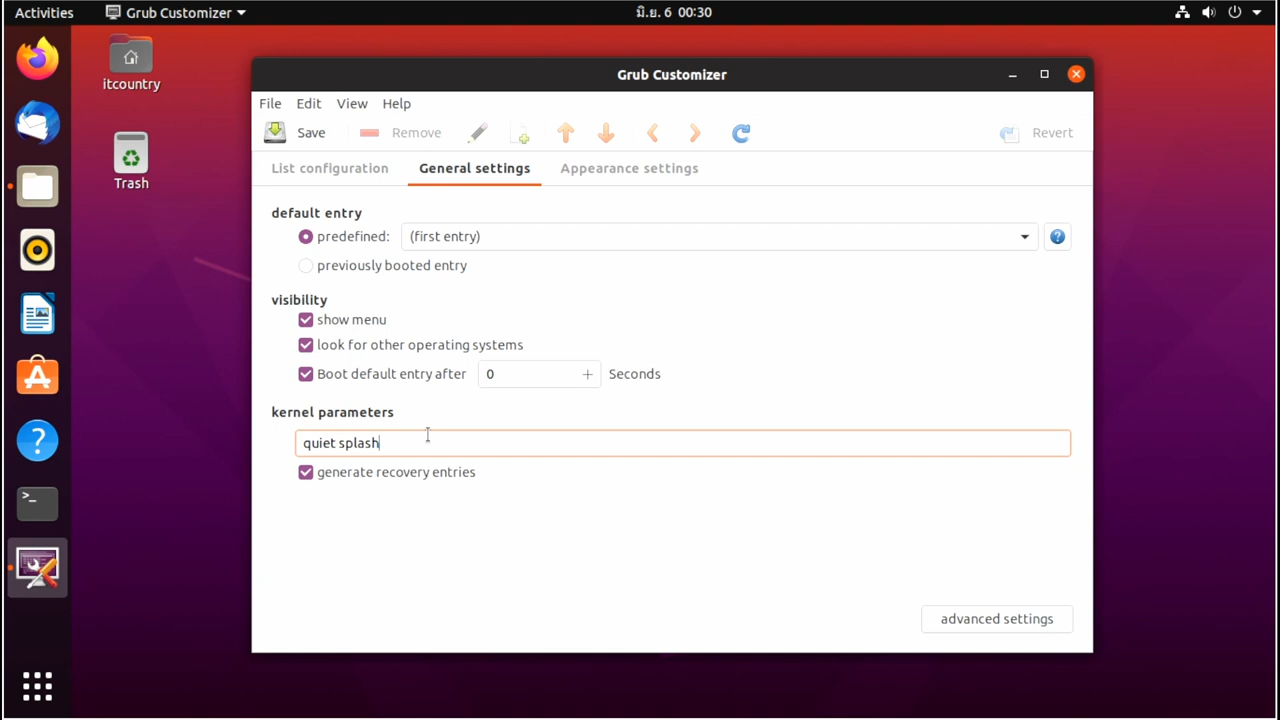 Activities Grub Customizer มิ.ย. 6 00:30
itcountry
Trash
Grub Customizer
File Edit View Help
Save Remove Revert
List configuration General settings Appearance settings
default entry
predefined: (first entry)
previously booted entry
visibility
show menu
look for other operating systems
Boot default entry after 0 Seconds
kernel parameters
quiet splash
generate recovery entries
advanced settings